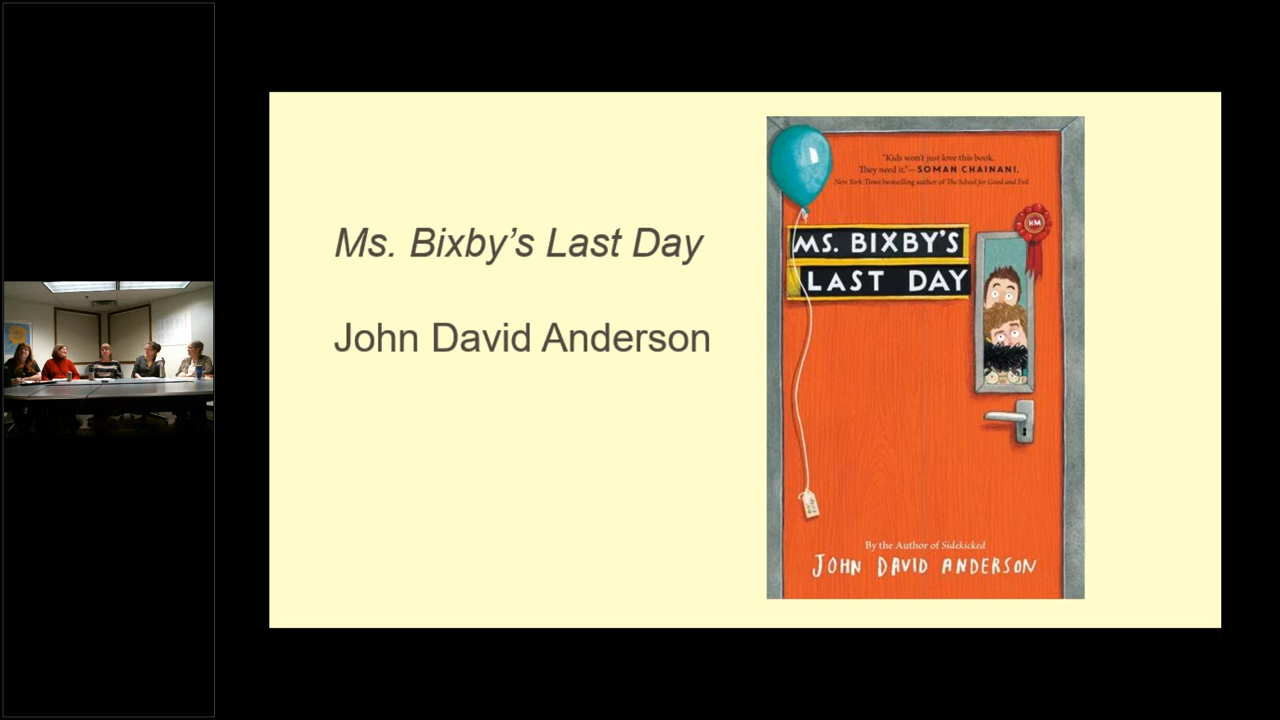 Ms. Bixby's Last Day
John David Anderson
"Kids won't just love this book.
They need it."—SOMAN CHAINANI,
New York Times bestselling author of The School for Good and Evil
HM
MS. BIXBY'S
LAST DAY
By the Author of Sidekicked
JOHN DAVID ANDERSON